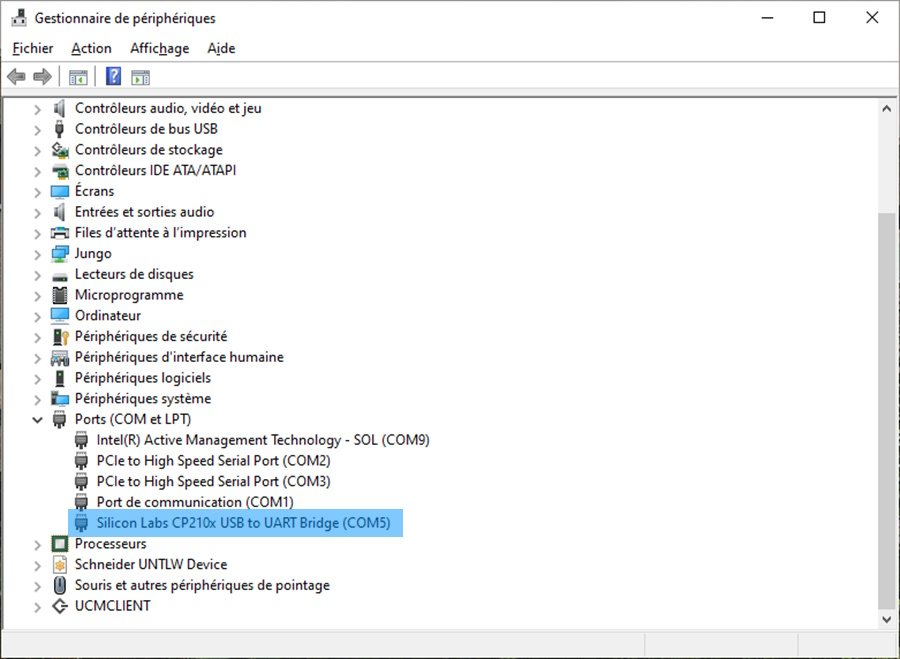 Gestionnaire de périphériques
Fichier Action Affichage Aide
Contrôleurs audio, vidéo et jeu
Contrôleurs de bus USB
Contrôleurs de stockage
Contrôleurs IDE ATA/ATAPI
Écrans
Entrées et sorties audio
Files d'attente à l'impression
Jungo
Lecteurs de disques
Microprogramme
Ordinateur
Périphériques de sécurité
Périphériques d'interface humaine
Périphériques logiciels
Périphériques système
Ports (COM et LPT)
Intel(R) Active Management Technology - SOL (COM9)
PCIe to High Speed Serial Port (COM2)
PCIe to High Speed Serial Port (COM3)
Port de communication (COM1)
Silicon Labs CP210x USB to UART Bridge (COM5)
Processeurs
Schneider UNTLW Device
Souris et autres périphériques de pointage
UCMCLIENT